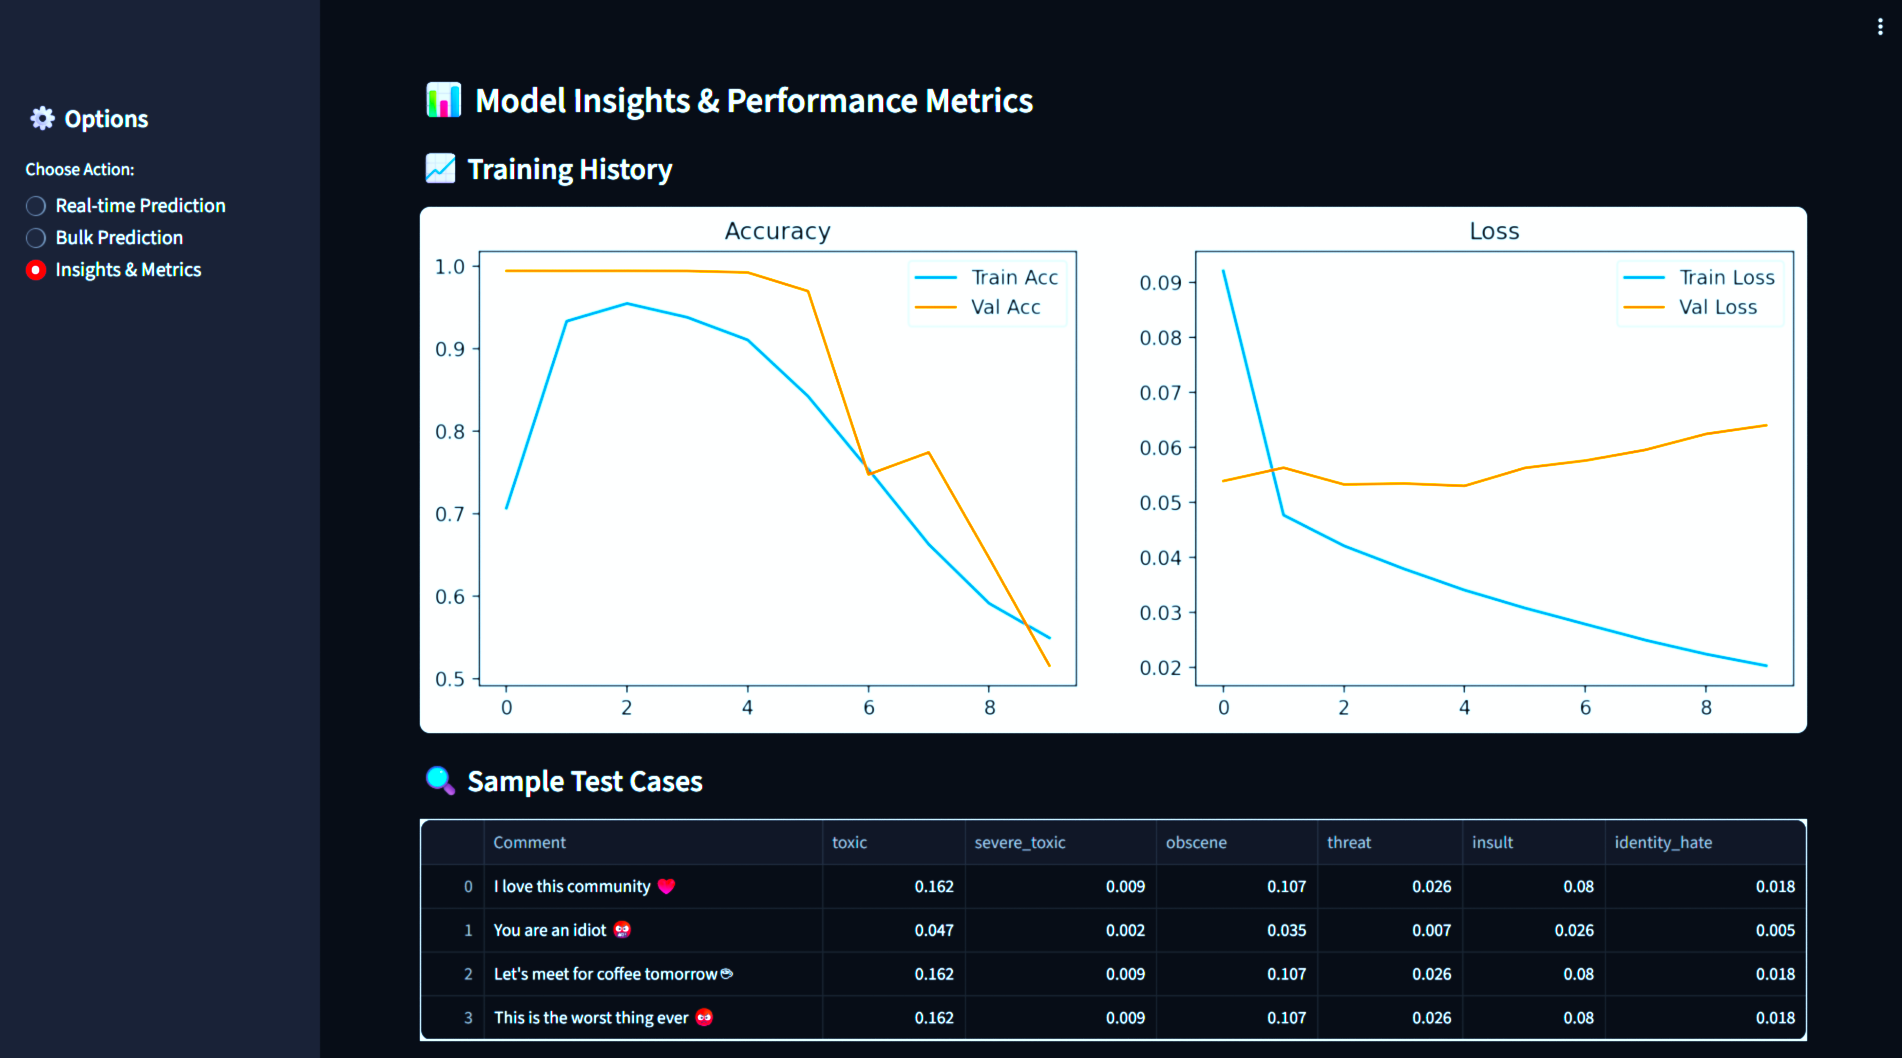 Options
Choose Action:
Real-time Prediction
Bulk Prediction
Insights & Metrics
📊 Model Insights & Performance Metrics
📈 Training History
Accuracy
Train Acc
Val Acc
1.0
0.9
0.8
0.7
0.6
0.5
0 2 4 6 8
Loss
Train Loss
Val Loss
0.09
0.08
0.07
0.06
0.05
0.04
0.03
0.02
0 2 4 6 8
🔍 Sample Test Cases
Comment toxic severe_toxic obscene threat insult identity_hate
0 I love this community ❤️ 0.162 0.009 0.107 0.026 0.08 0.018
1 You are an idiot 🤬 0.047 0.002 0.035 0.007 0.026 0.005
2 Let's meet for coffee tomorrow☕ 0.162 0.009 0.107 0.026 0.08 0.018
3 This is the worst thing ever 😡 0.162 0.009 0.107 0.026 0.08 0.018